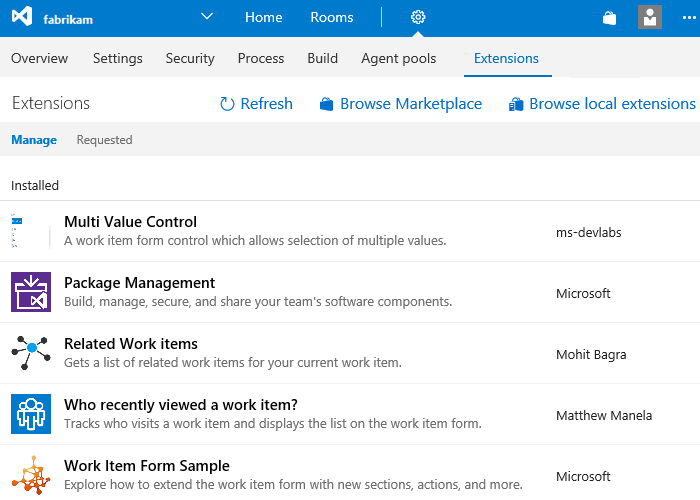 fabrikam Home Rooms
Overview Settings Security Process Build Agent pools Extensions
Extensions Refresh Browse Marketplace Browse local extensions
Manage Requested
Installed
Multi Value Control
A work item form control which allows selection of multiple values.
ms-devlabs
Package Management
Build, manage, secure, and share your team's software components.
Microsoft
Related Work items
Gets a list of related work items for your current work item.
Mohit Bagra
Who recently viewed a work item?
Tracks who visits a work item and displays the list on the work item form.
Matthew Manela
Work Item Form Sample
Explore how to extend the work item form with new sections, actions, and more.
Microsoft